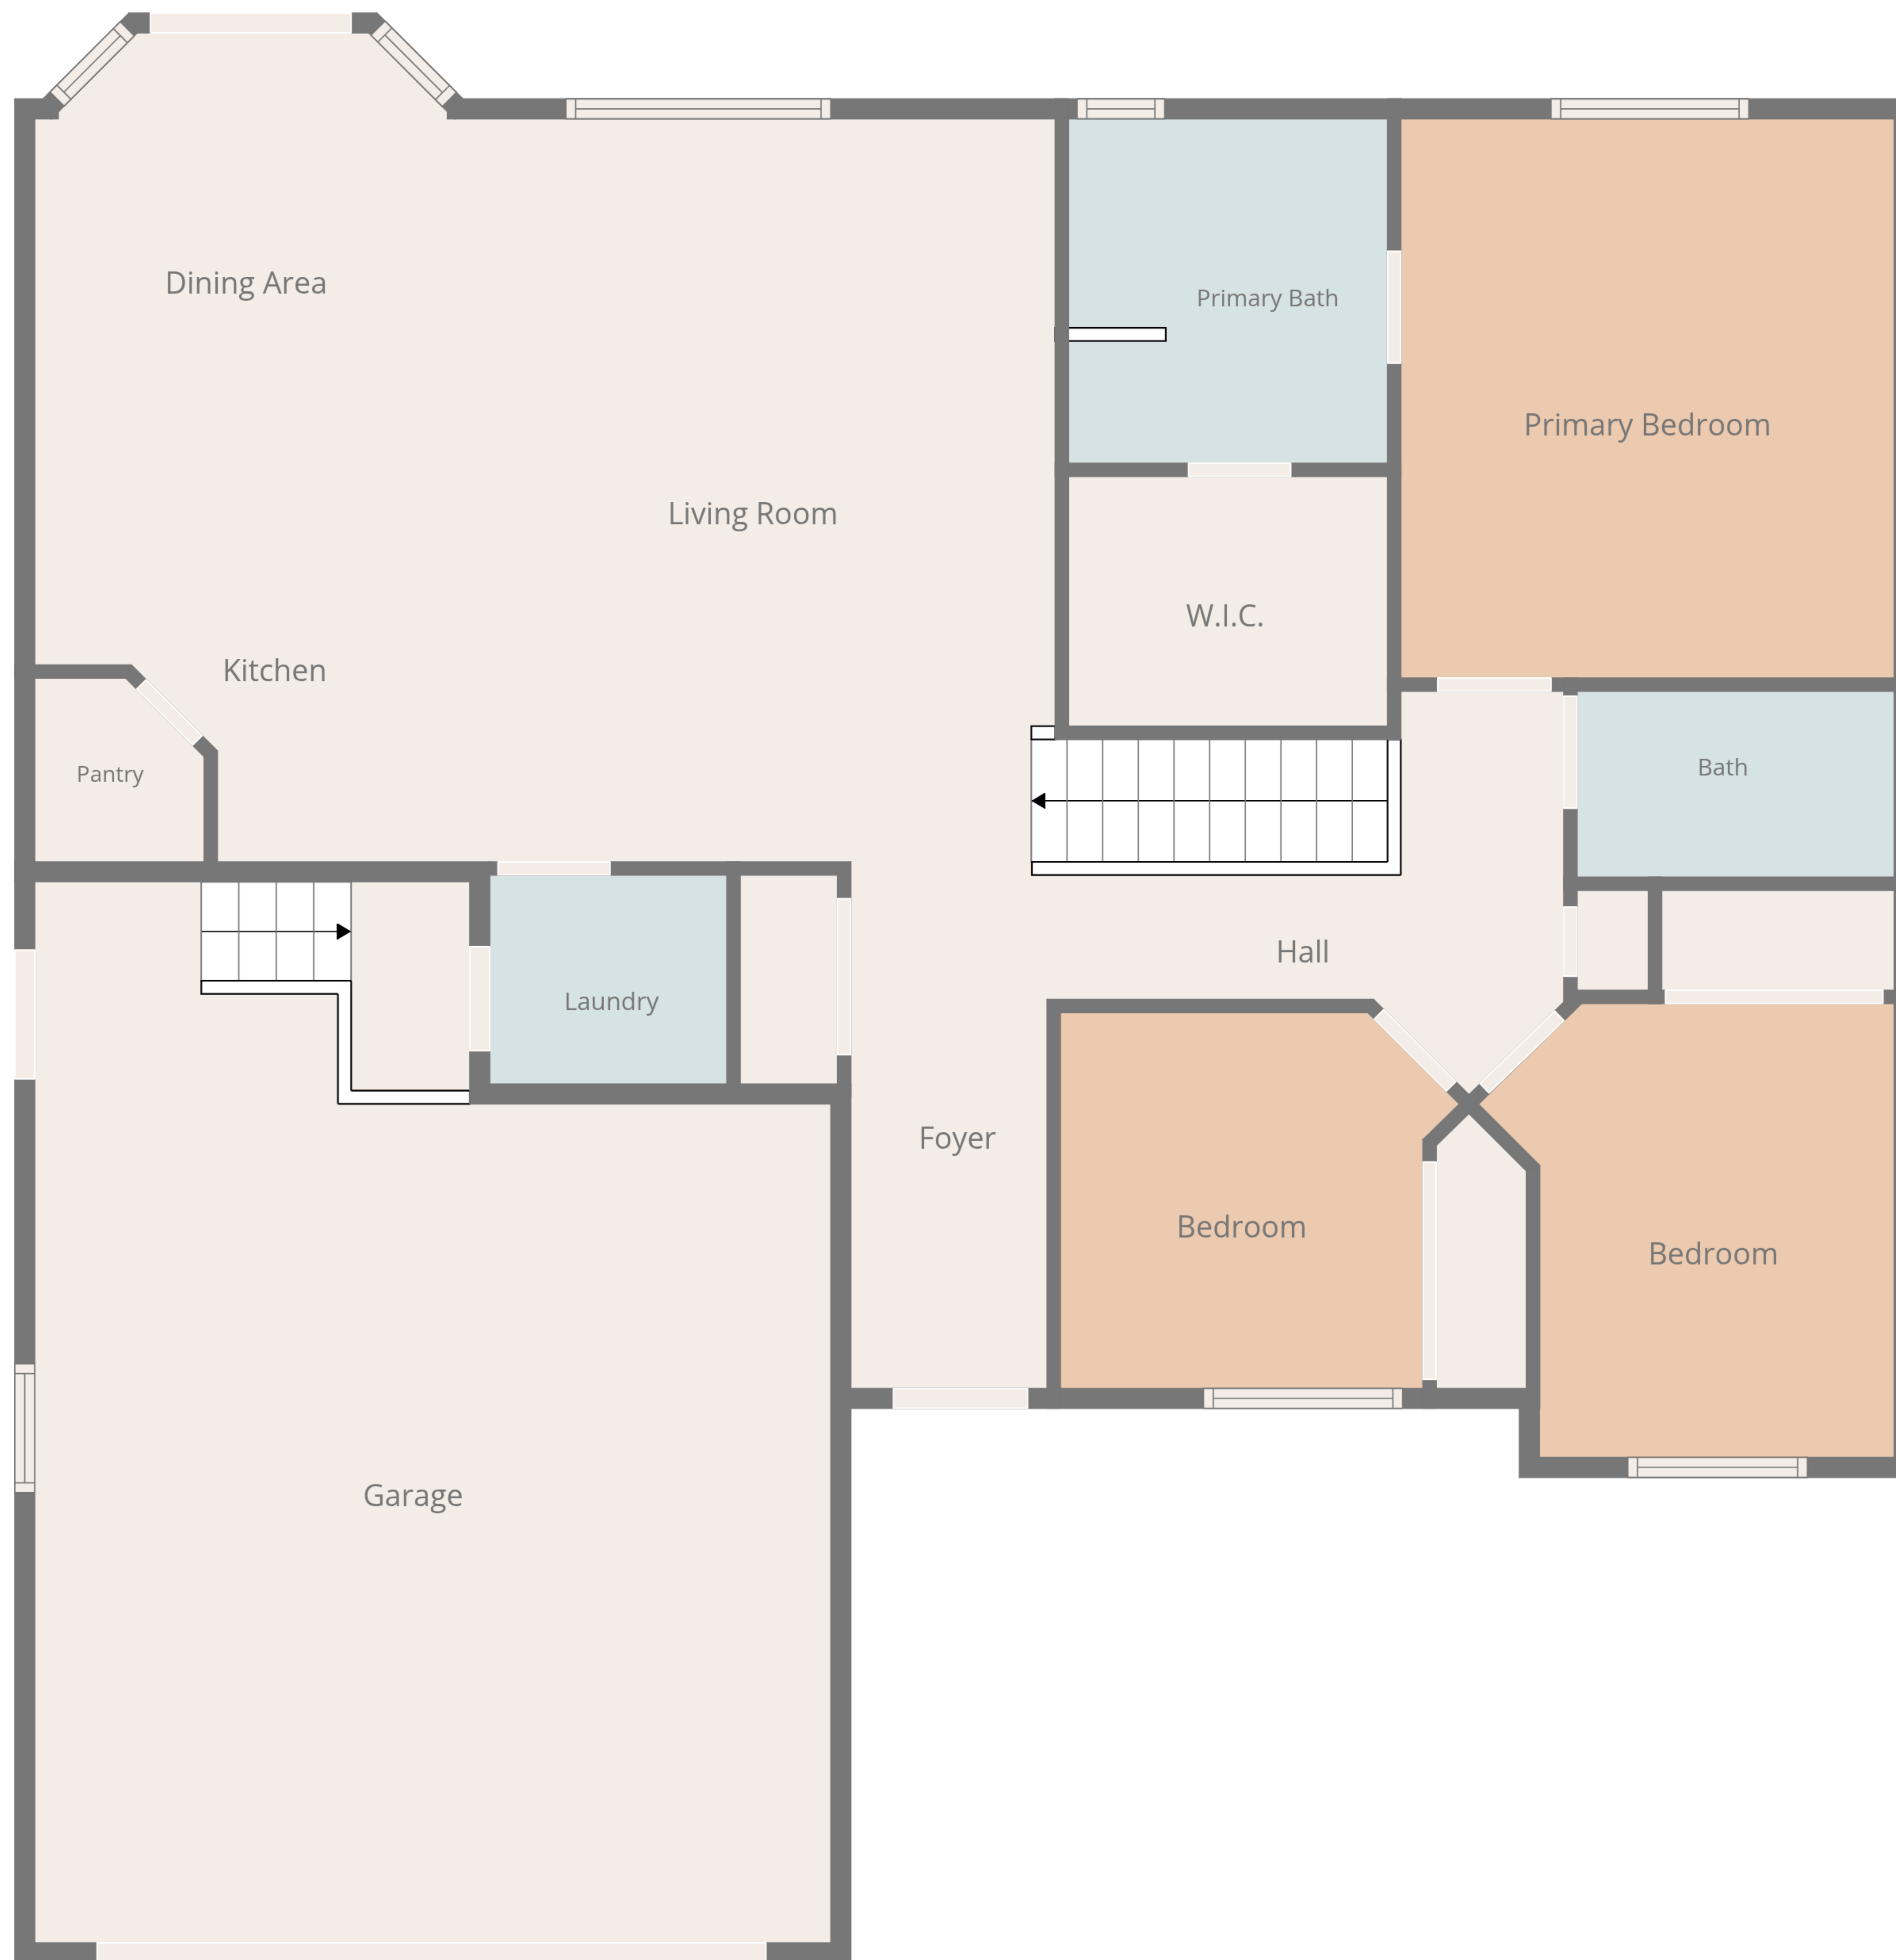 Dining Area
Primary Bath
Primary Bedroom
Living Room
W.I.C.
Kitchen
Pantry
Bath
Hall
Laundry
Foyer
Bedroom
Bedroom
Garage